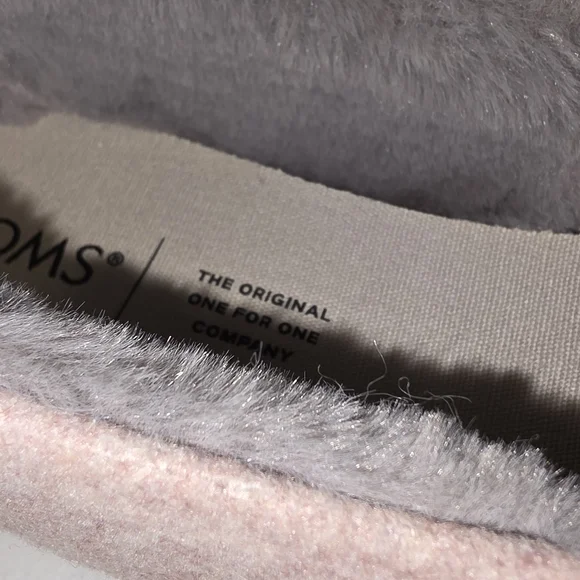 OMS®
THE ORIGINAL
ONE FOR ONE
COMPANY